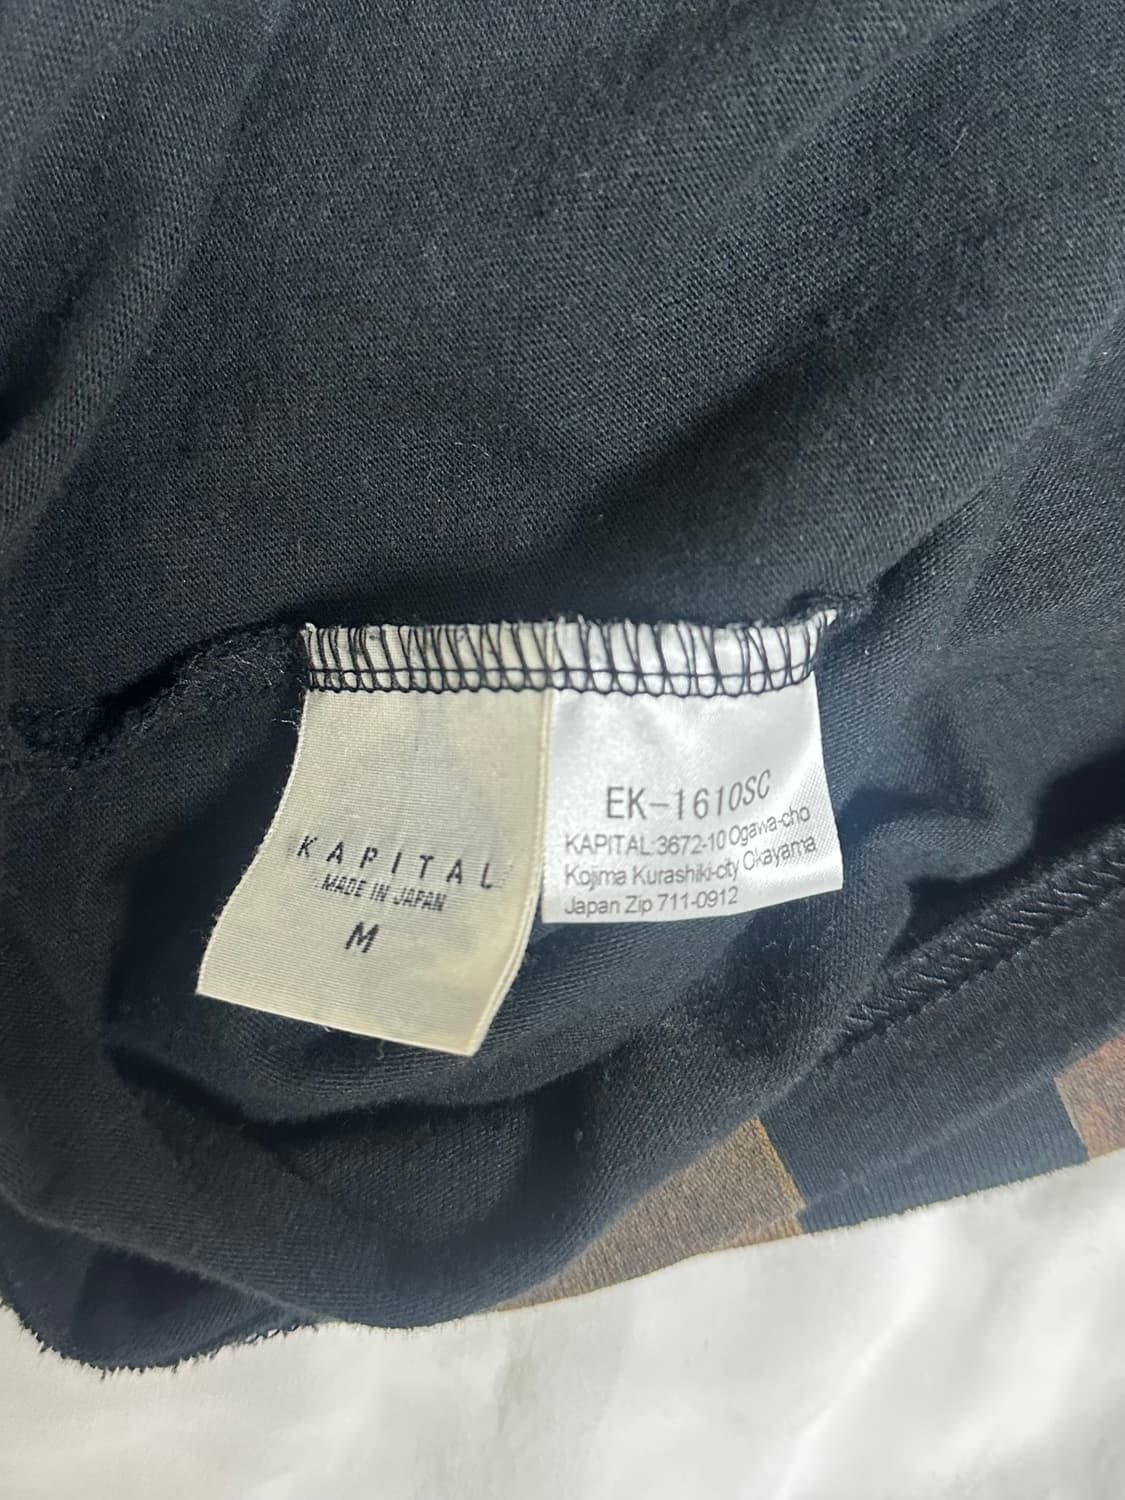 KAPITAL
MADE IN JAPAN
M
EK-1610SC
KAPITAL:3672-10 Ogawa-cho
Kojima Kurashiki-city Okayama
Japan Zip 711-0912